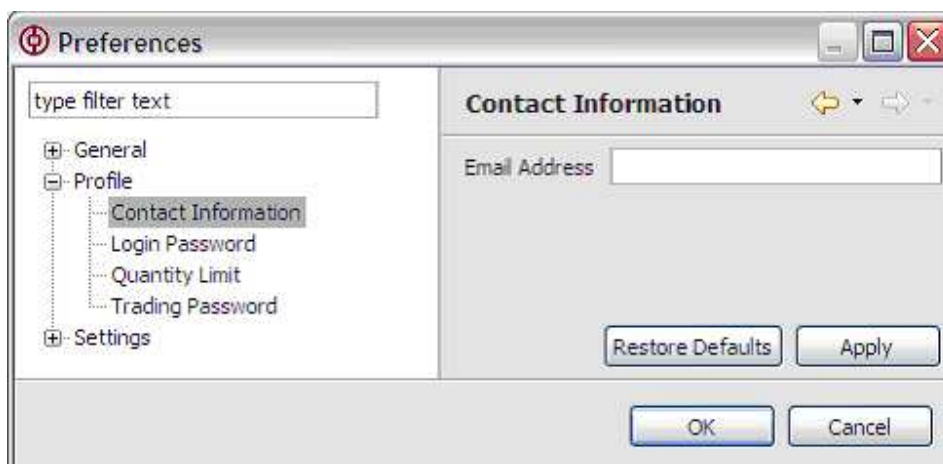 Preferences
type filter text
General
Profile
Contact Information
Login Password
Quantity Limit
Trading Password
Settings
Contact Information
Email Address
Restore Defaults
Apply
OK
Cancel